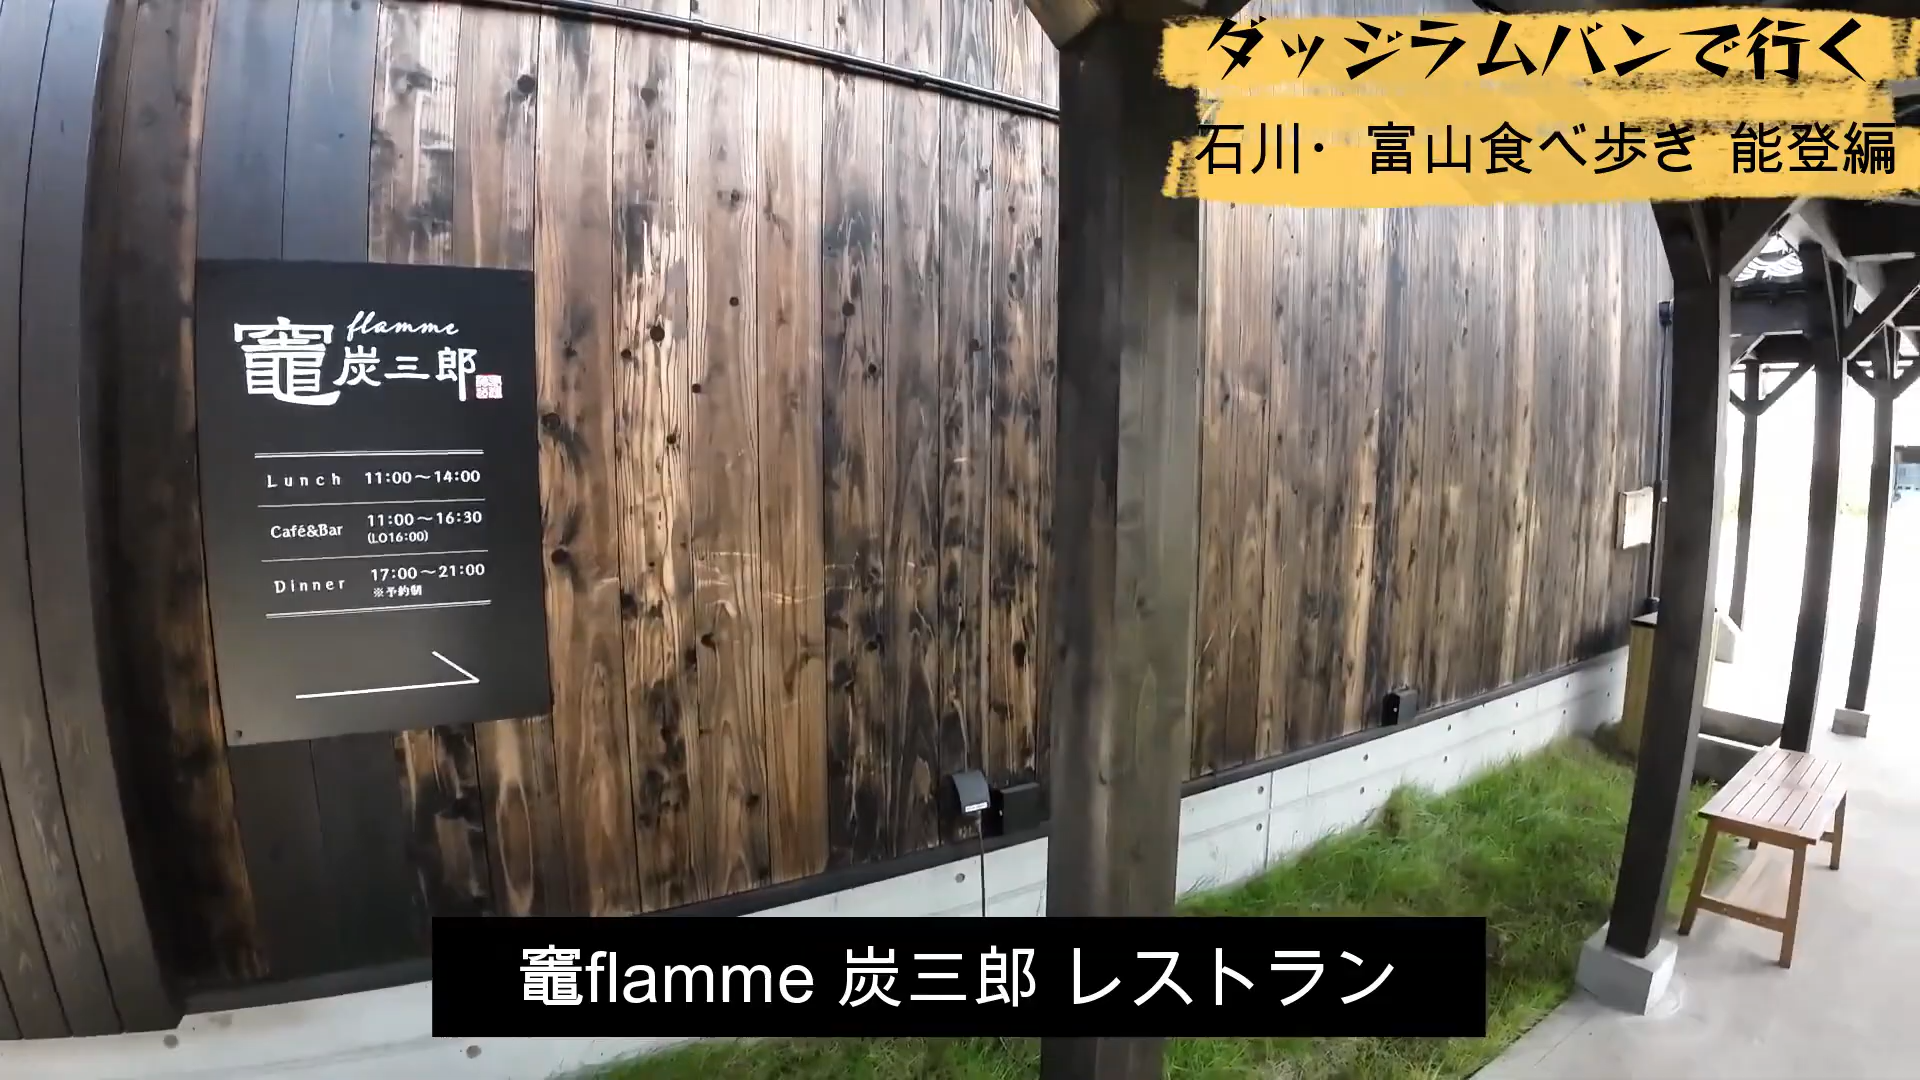 ダッジラムバンで行く
石川・富山食べ歩き 能登編
flamme
竈炭三郎
Lunch 11:00～14:00
Café&Bar 11:00～16:30
(LO16:00)
Dinner 17:00～21:00
※予約制
竈flamme 炭三郎 レストラン